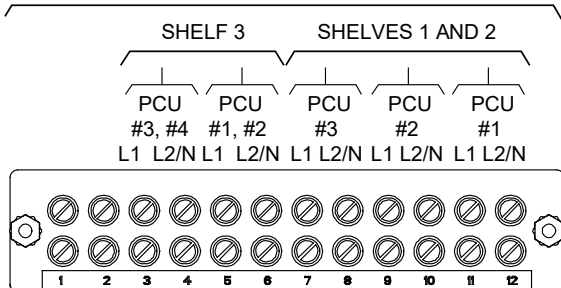 SHELF 3 SHELVES 1 AND 2
PCU PCU PCU PCU PCU
#3, #4 #1, #2 #3 #2 #1
L1 L2/N L1 L2/N L1 L2/N L1 L2/N L1 L2/N
1 2 3 4 5 6 7 8 9 10 11 12